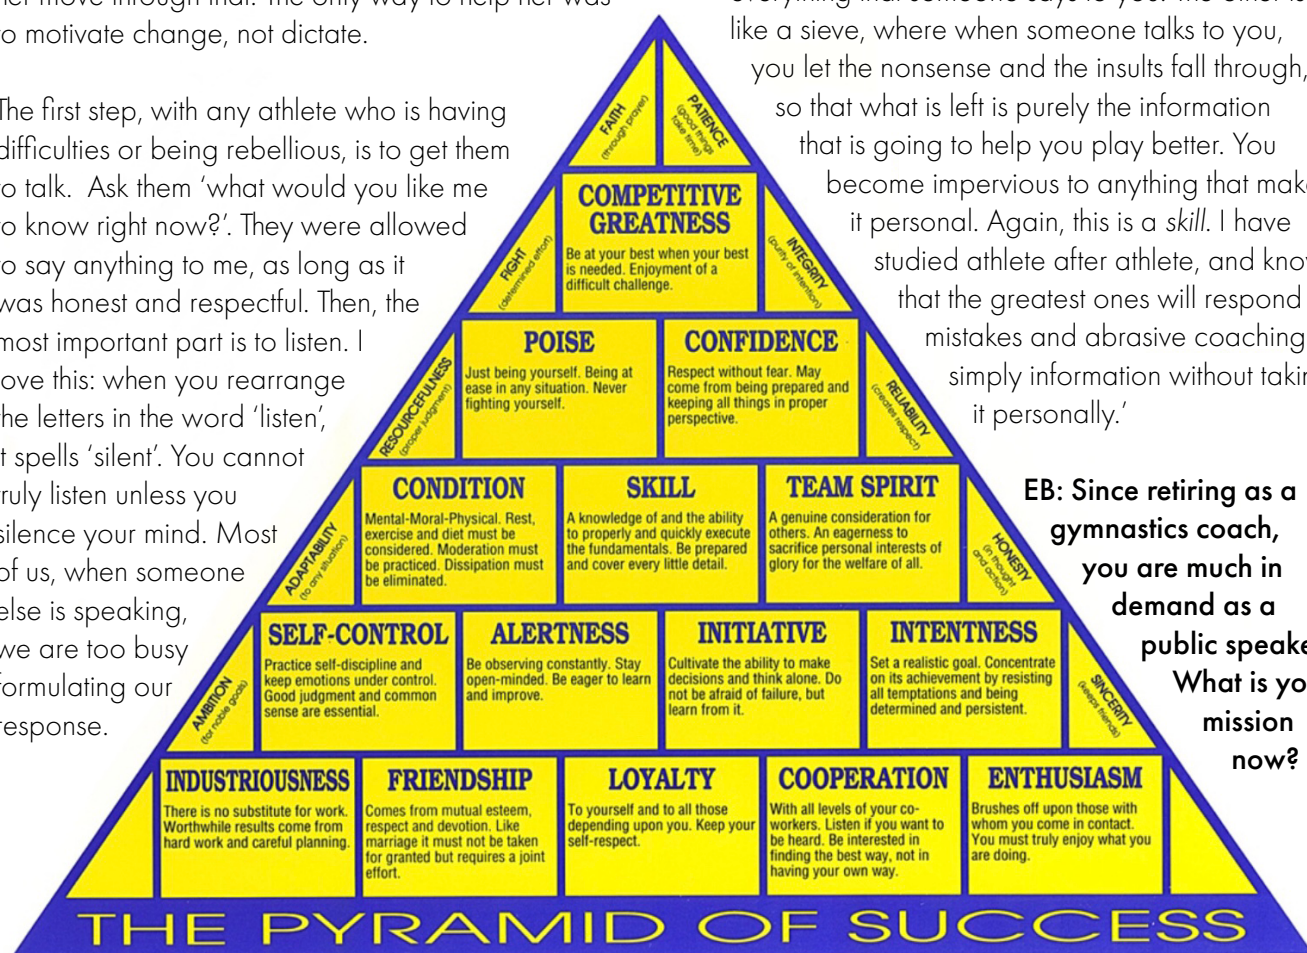 her move through that. The only way to help her was
to motivate change, not dictate.
The first step, with any athlete who is having
difficulties or being rebellious, is to get them
to talk. Ask them ‘what would you like me
to know right now?’. They were allowed
to say anything to me, as long as it
was honest and respectful. Then, the
most important part is to listen. I
love this: when you rearrange
the letters in the word ‘listen’,
it spells ‘silent’. You cannot
truly listen unless you
silence your mind. Most
of us, when someone
else is speaking,
we are too busy
formulating our
response.
everything that someone says to you. The other is
like a sieve, where when someone talks to you,
you let the nonsense and the insults fall through,
so that what is left is purely the information
that is going to help you play better. You
become impervious to anything that mak
it personal. Again, this is a skill. I have
studied athlete after athlete, and kno
that the greatest ones will respond
mistakes and abrasive coaching
simply information without takin
it personally.’
EB: Since retiring as a
gymnastics coach,
you are much in
demand as a
public speake
What is yo
mission
now?
FAITH
(through prayer)
PATIENCE
(good things
take time)
COMPETITIVE
GREATNESS
Be at your best when your best
is needed. Enjoyment of a
difficult challenge.
FIGHT
(determined effort)
INTEGRITY
(purity of intention)
POISE
Just being yourself. Being at
ease in any situation. Never
fighting yourself.
CONFIDENCE
Respect without fear. May
come from being prepared and
keeping all things in proper
perspective.
RESOURCEFULNESS
(proper judgment)
RELIABILITY
(creates respect)
CONDITION
Mental-Moral-Physical. Rest,
exercise and diet must be
considered. Moderation must
be practiced. Dissipation must
be eliminated.
SKILL
A knowledge of and the ability
to properly and quickly execute
the fundamentals. Be prepared
and cover every little detail.
TEAM SPIRIT
A genuine consideration for
others. An eagerness to
sacrifice personal interests of
glory for the welfare of all.
ADAPTABILITY
(to any situation)
HONESTY
(in thought
and action)
SELF-CONTROL
Practice self-discipline and
keep emotions under control.
Good judgment and common
sense are essential.
ALERTNESS
Be observing constantly. Stay
open-minded. Be eager to learn
and improve.
INITIATIVE
Cultivate the ability to make
decisions and think alone. Do
not be afraid of failure, but
learn from it.
INTENTNESS
Set a realistic goal. Concentrate
on its achievement by resisting
all temptations and being
determined and persistent.
AMBITION
(for noble goals)
SINCERITY
(keeps friends)
INDUSTRIOUSNESS
There is no substitute for work.
Worthwhile results come from
hard work and careful planning.
FRIENDSHIP
Comes from mutual esteem,
respect and devotion. Like
marriage it must not be taken
for granted but requires a joint
effort.
LOYALTY
To yourself and to all those
depending upon you. Keep your
self-respect.
COOPERATION
With all levels of your co-
workers. Listen if you want to
be heard. Be interested in
finding the best way, not in
having your own way.
ENTHUSIASM
Brushes off upon those with
whom you come in contact.
You must truly enjoy what you
are doing.
THE PYRAMID OF SUCCESS